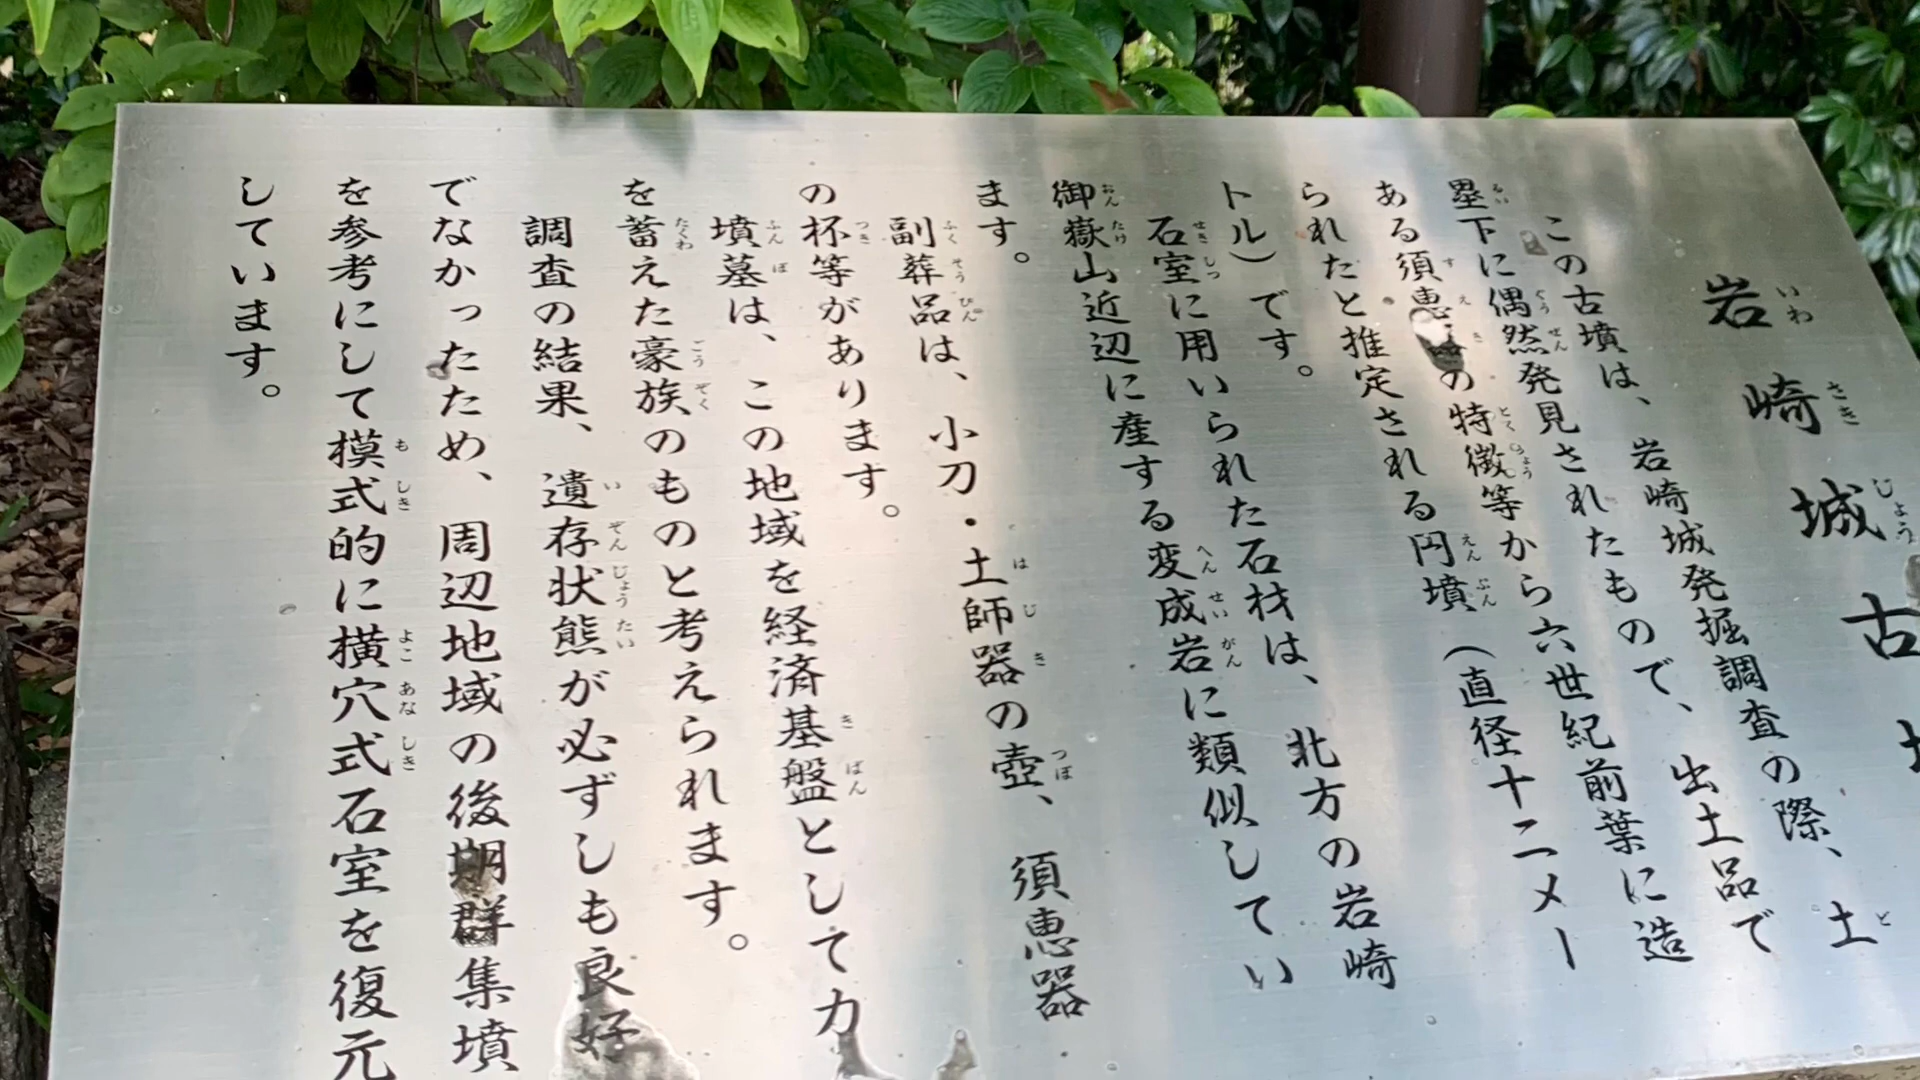 岩崎城古
この古墳は、岩崎城発掘調査の際、土
塁下に偶然発見されたもので、出土品で
ある須恵器の特徴等から六世紀前葉に造
られたと推定される円墳(直径十二メー
トル)です。
石室に用いられた石材は、北方の岩崎
御嶽山近辺に産する変成岩に類似してい
ます。
副葬品は、小刀・土師器の壺、須恵器
の杯等があります。
墳墓は、この地域を経済基盤として力
を蓄えた豪族のものと考えられます。
調査の結果、遺存状態が必ずしも良好
でなかったため、周辺地域の後期群集墳
を参考にして模式的に横穴式石室を復元
しています。